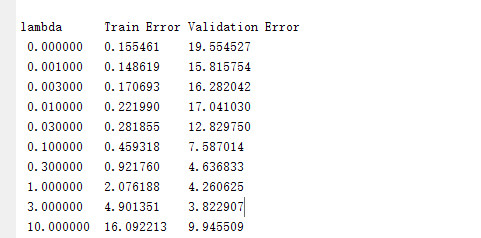 lambda Train Error Validation Error
0.000000 0.155461 19.554527
0.001000 0.148619 15.815754
0.003000 0.170693 16.282042
0.010000 0.221990 17.041030
0.030000 0.281855 12.829750
0.100000 0.459318 7.587014
0.300000 0.921760 4.636833
1.000000 2.076188 4.260625
3.000000 4.901351 3.822907
10.000000 16.092213 9.945509